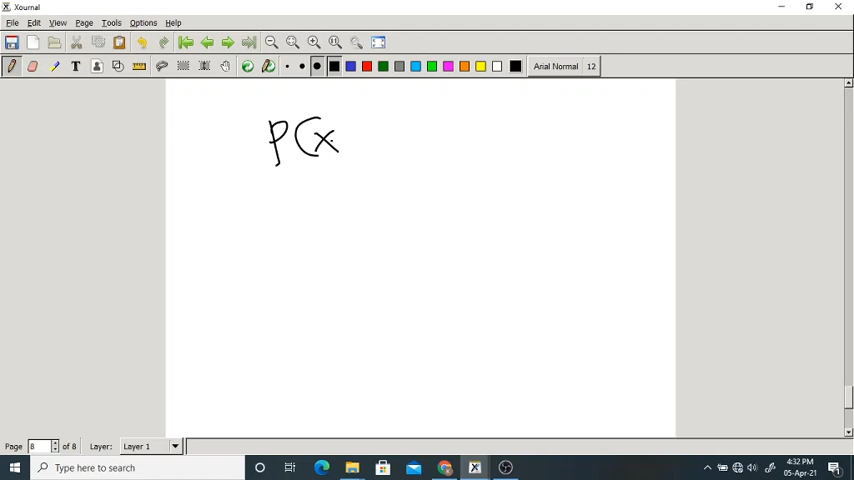 Xournal
File Edit View Page Tools Options Help
Arial Normal 12
P(x
Page 8 of 8 Layer: Layer 1
Type here to search
4:32 PM
05-Apr-21
1